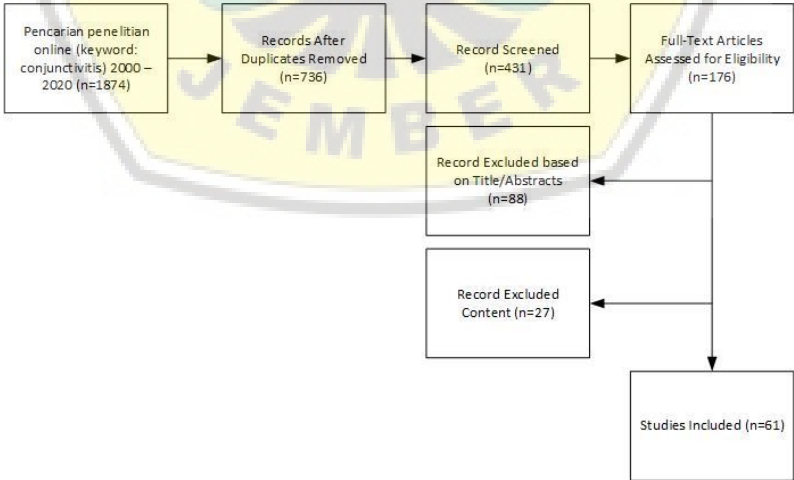 Pencarian penelitian
online (keyword:
conjunctivitis) 2000 –
2020 (n=1874)
Records After
Duplicates Removed
(n=736)
Record Screened
(n=431)
Full-Text Articles
Assessed for Eligibility
(n=176)
JEMBER
Record Excluded based
on Title/Abstracts
(n=88)
Record Excluded
Content (n=27)
Studies Included (n=61)